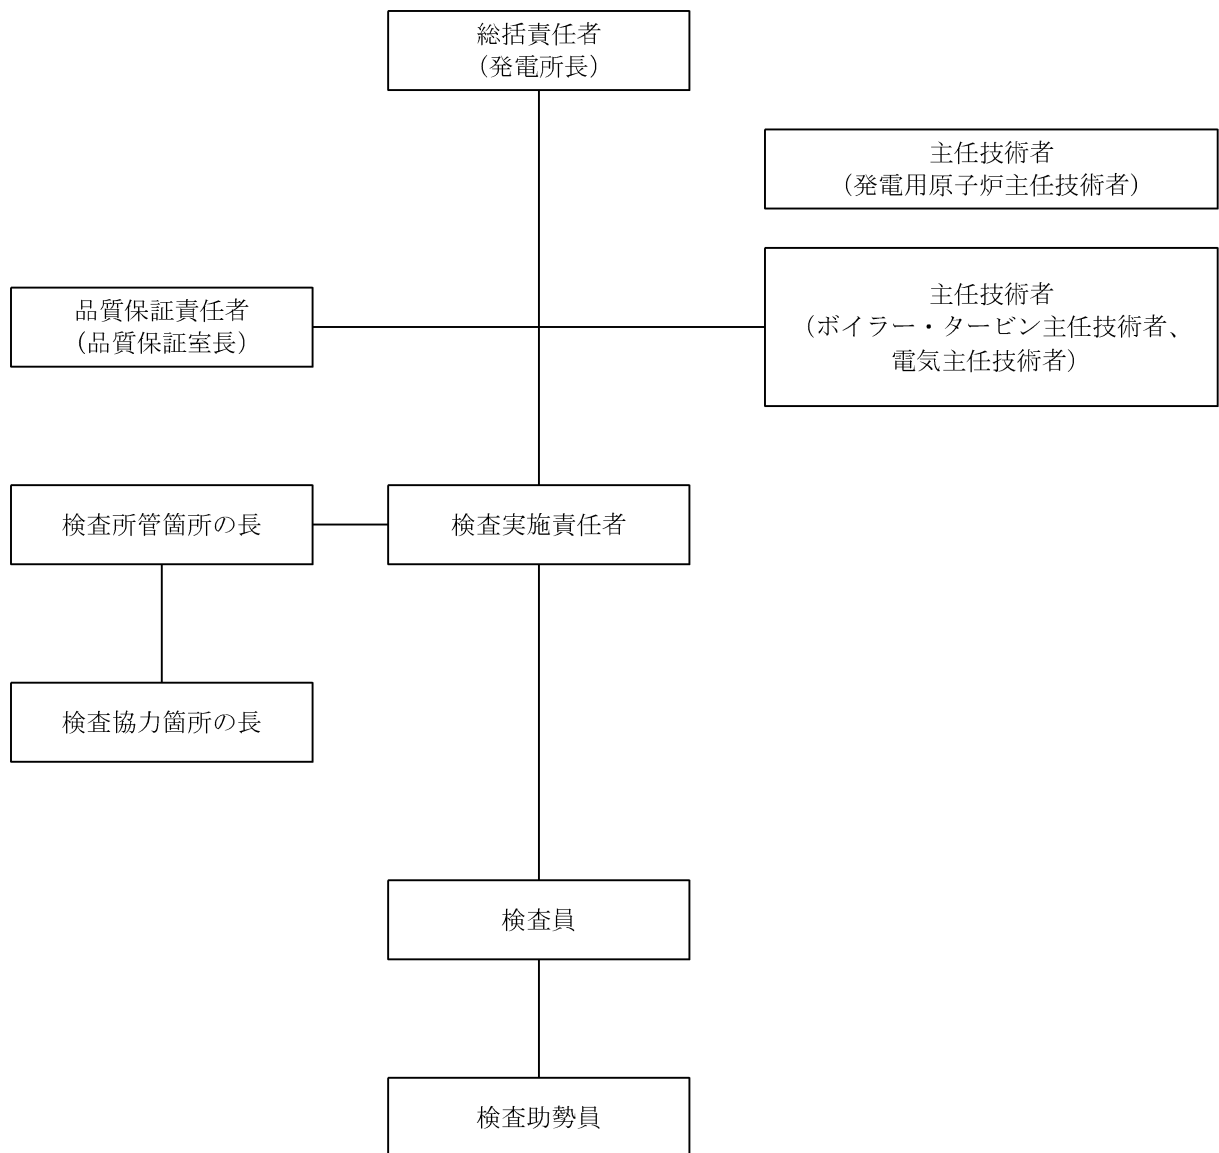 総括責任者
（発電所長）
主任技術者
（発電用原子炉主任技術者）
主任技術者
（ボイラー・タービン主任技術者、
電気主任技術者）
品質保証責任者
（品質保証室長）
検査所管箇所の長
検査実施責任者
検査協力箇所の長
検査員
検査助勢員